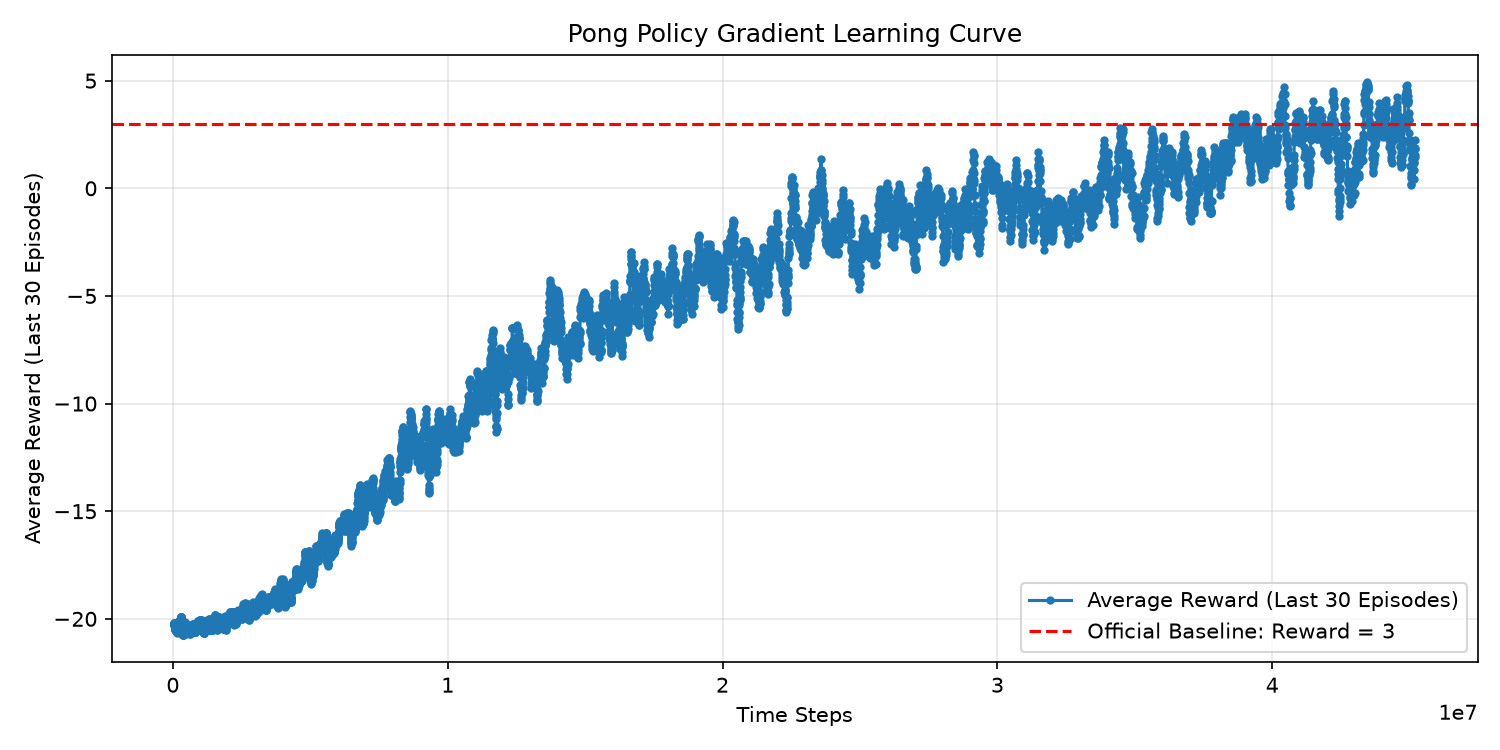 Pong Policy Gradient Learning Curve
Average Reward (Last 30 Episodes)
5
0
−5
−10
−15
−20
0
1
2
3
4
1e7
Time Steps
Average Reward (Last 30 Episodes)
Official Baseline: Reward = 3